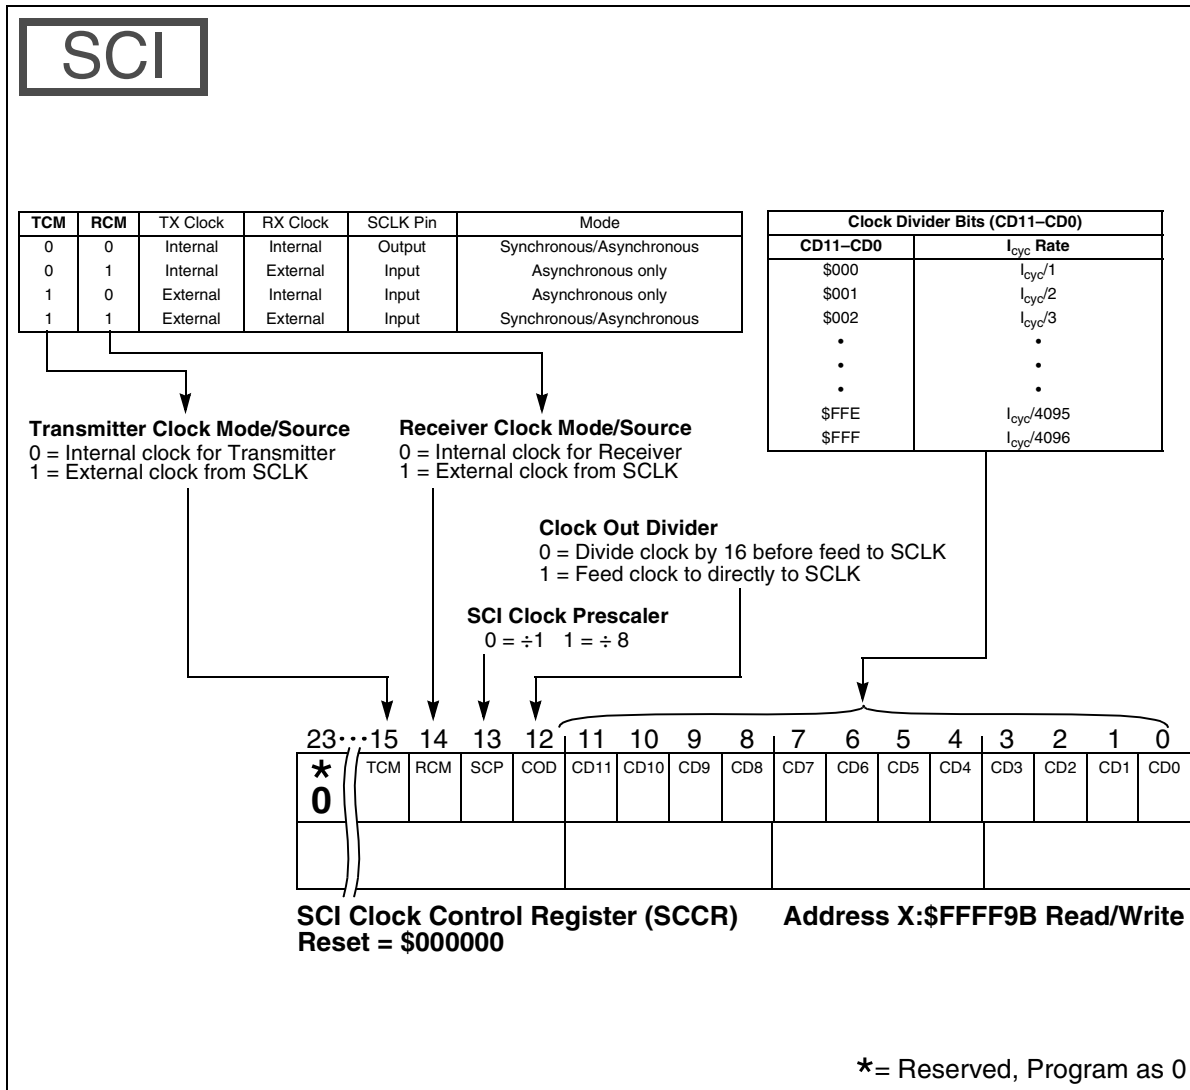 SCI
TCM RCM TX Clock RX Clock SCLK Pin Mode
0 0 Internal Internal Output Synchronous/Asynchronous
0 1 Internal External Input Asynchronous only
1 0 External Internal Input Asynchronous only
1 1 External External Input Synchronous/Asynchronous
Clock Divider Bits (CD11–CD0)
CD11–CD0 Icyc Rate
$000 Icyc/1
$001 Icyc/2
$002 Icyc/3
• •
• •
• •
$FFE Icyc/4095
$FFF Icyc/4096
Transmitter Clock Mode/Source
0 = Internal clock for Transmitter
1 = External clock from SCLK
Receiver Clock Mode/Source
0 = Internal clock for Receiver
1 = External clock from SCLK
Clock Out Divider
0 = Divide clock by 16 before feed to SCLK
1 = Feed clock to directly to SCLK
SCI Clock Prescaler
0 = ÷1 1 = ÷ 8
23 ••• 15 14 13 12 11 10 9 8 7 6 5 4 3 2 1 0
* TCM RCM SCP COD CD11 CD10 CD9 CD8 CD7 CD6 CD5 CD4 CD3 CD2 CD1 CD0
0
SCI Clock Control Register (SCCR) Address X:$FFFF9B Read/Write
Reset = $000000
*= Reserved, Program as 0